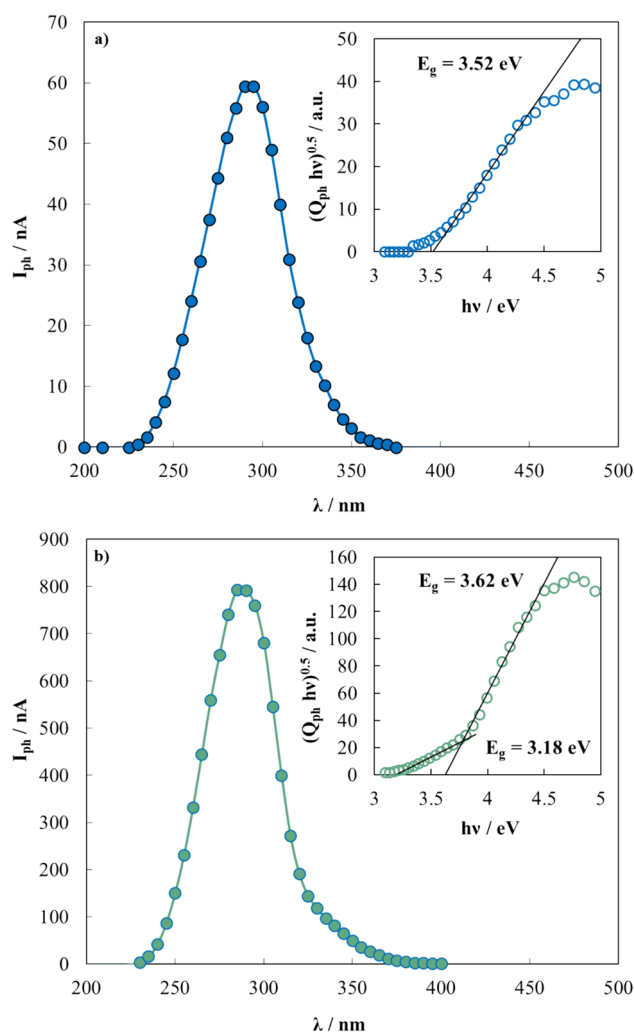 a)
I_ph / nA
70
60
50
40
30
20
10
0
200 250 300 350 400 450 500
λ / nm
E_g = 3.52 eV
(Q_ph hν)^0.5 / a.u.
50
40
30
20
10
0
3 3.5 4 4.5 5
hν / eV
b)
I_ph / nA
900
800
700
600
500
400
300
200
100
0
200 250 300 350 400 450 500
λ / nm
E_g = 3.62 eV
E_g = 3.18 eV
(Q_ph hν)^0.5 / a.u.
160
140
120
100
80
60
40
20
0
3 3.5 4 4.5 5
hν / eV